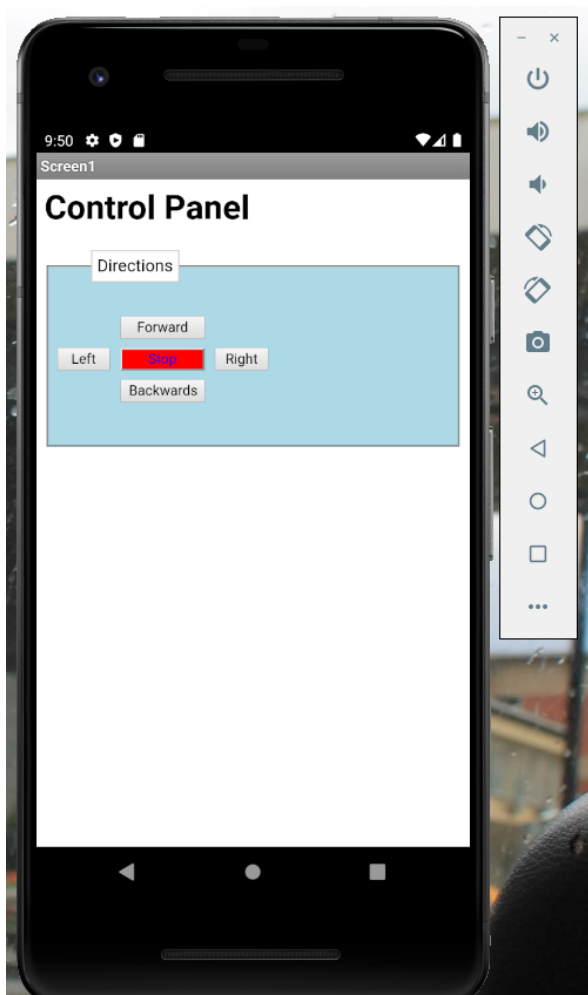 9:50
Screen1
Control Panel
Directions
Forward
Left Stop Right
Backwards